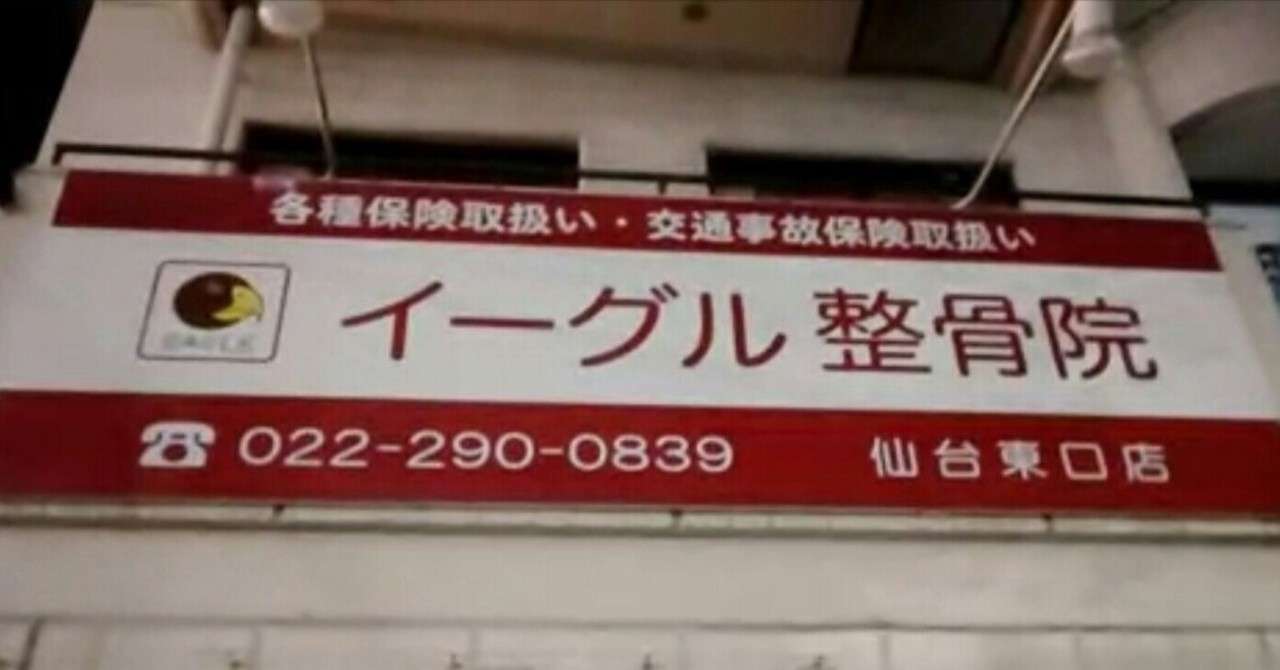 各種保険取扱い・交通事故保険取扱い
イーグル 整骨院
☎ 022-290-0839 仙台東口店